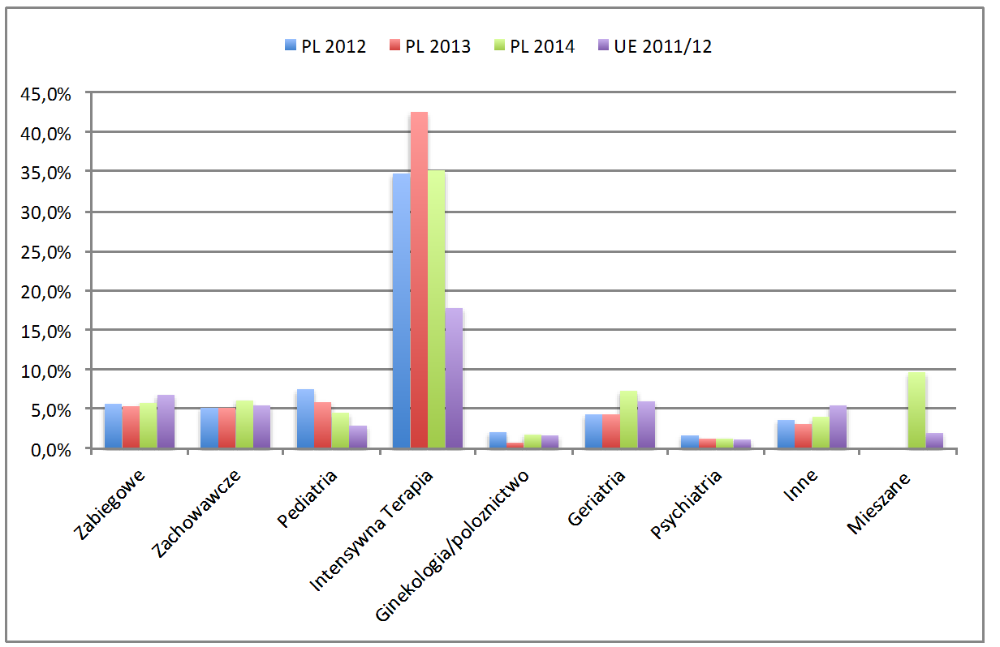 PL 2012 PL 2013 PL 2014 UE 2011/12
45,0%
40,0%
35,0%
30,0%
25,0%
20,0%
15,0%
10,0%
5,0%
0,0%
Zabiegowe
Zachowawcze
Pediatria
Intensywna Terapia
Ginekologia/poloznictwo
Geriatria
Psychiatria
Inne
Mieszane